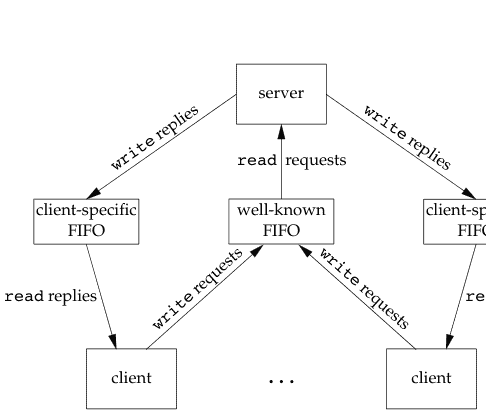 server
write replies
write replies
read requests
client-specific
FIFO
well-known
FIFO
read replies
write requests
write requests
client
...
client